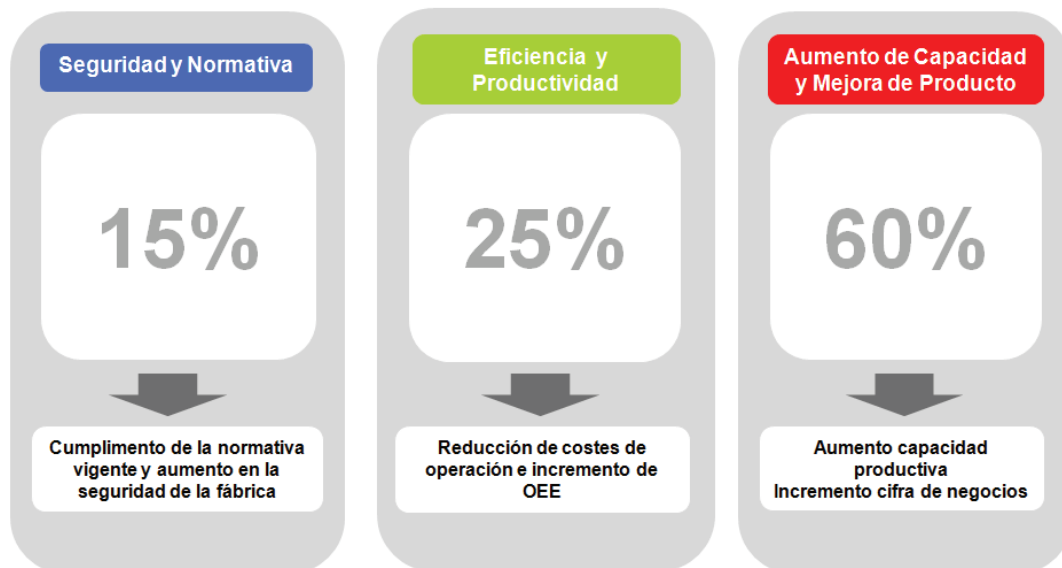 Seguridad y Normativa
15%
Cumplimento de la normativa
vigente y aumento en la
seguridad de la fábrica
Eficiencia y
Productividad
25%
Reducción de costes de
operación e incremento de
OEE
Aumento de Capacidad
y Mejora de Producto
60%
Aumento capacidad
productiva
Incremento cifra de negocios